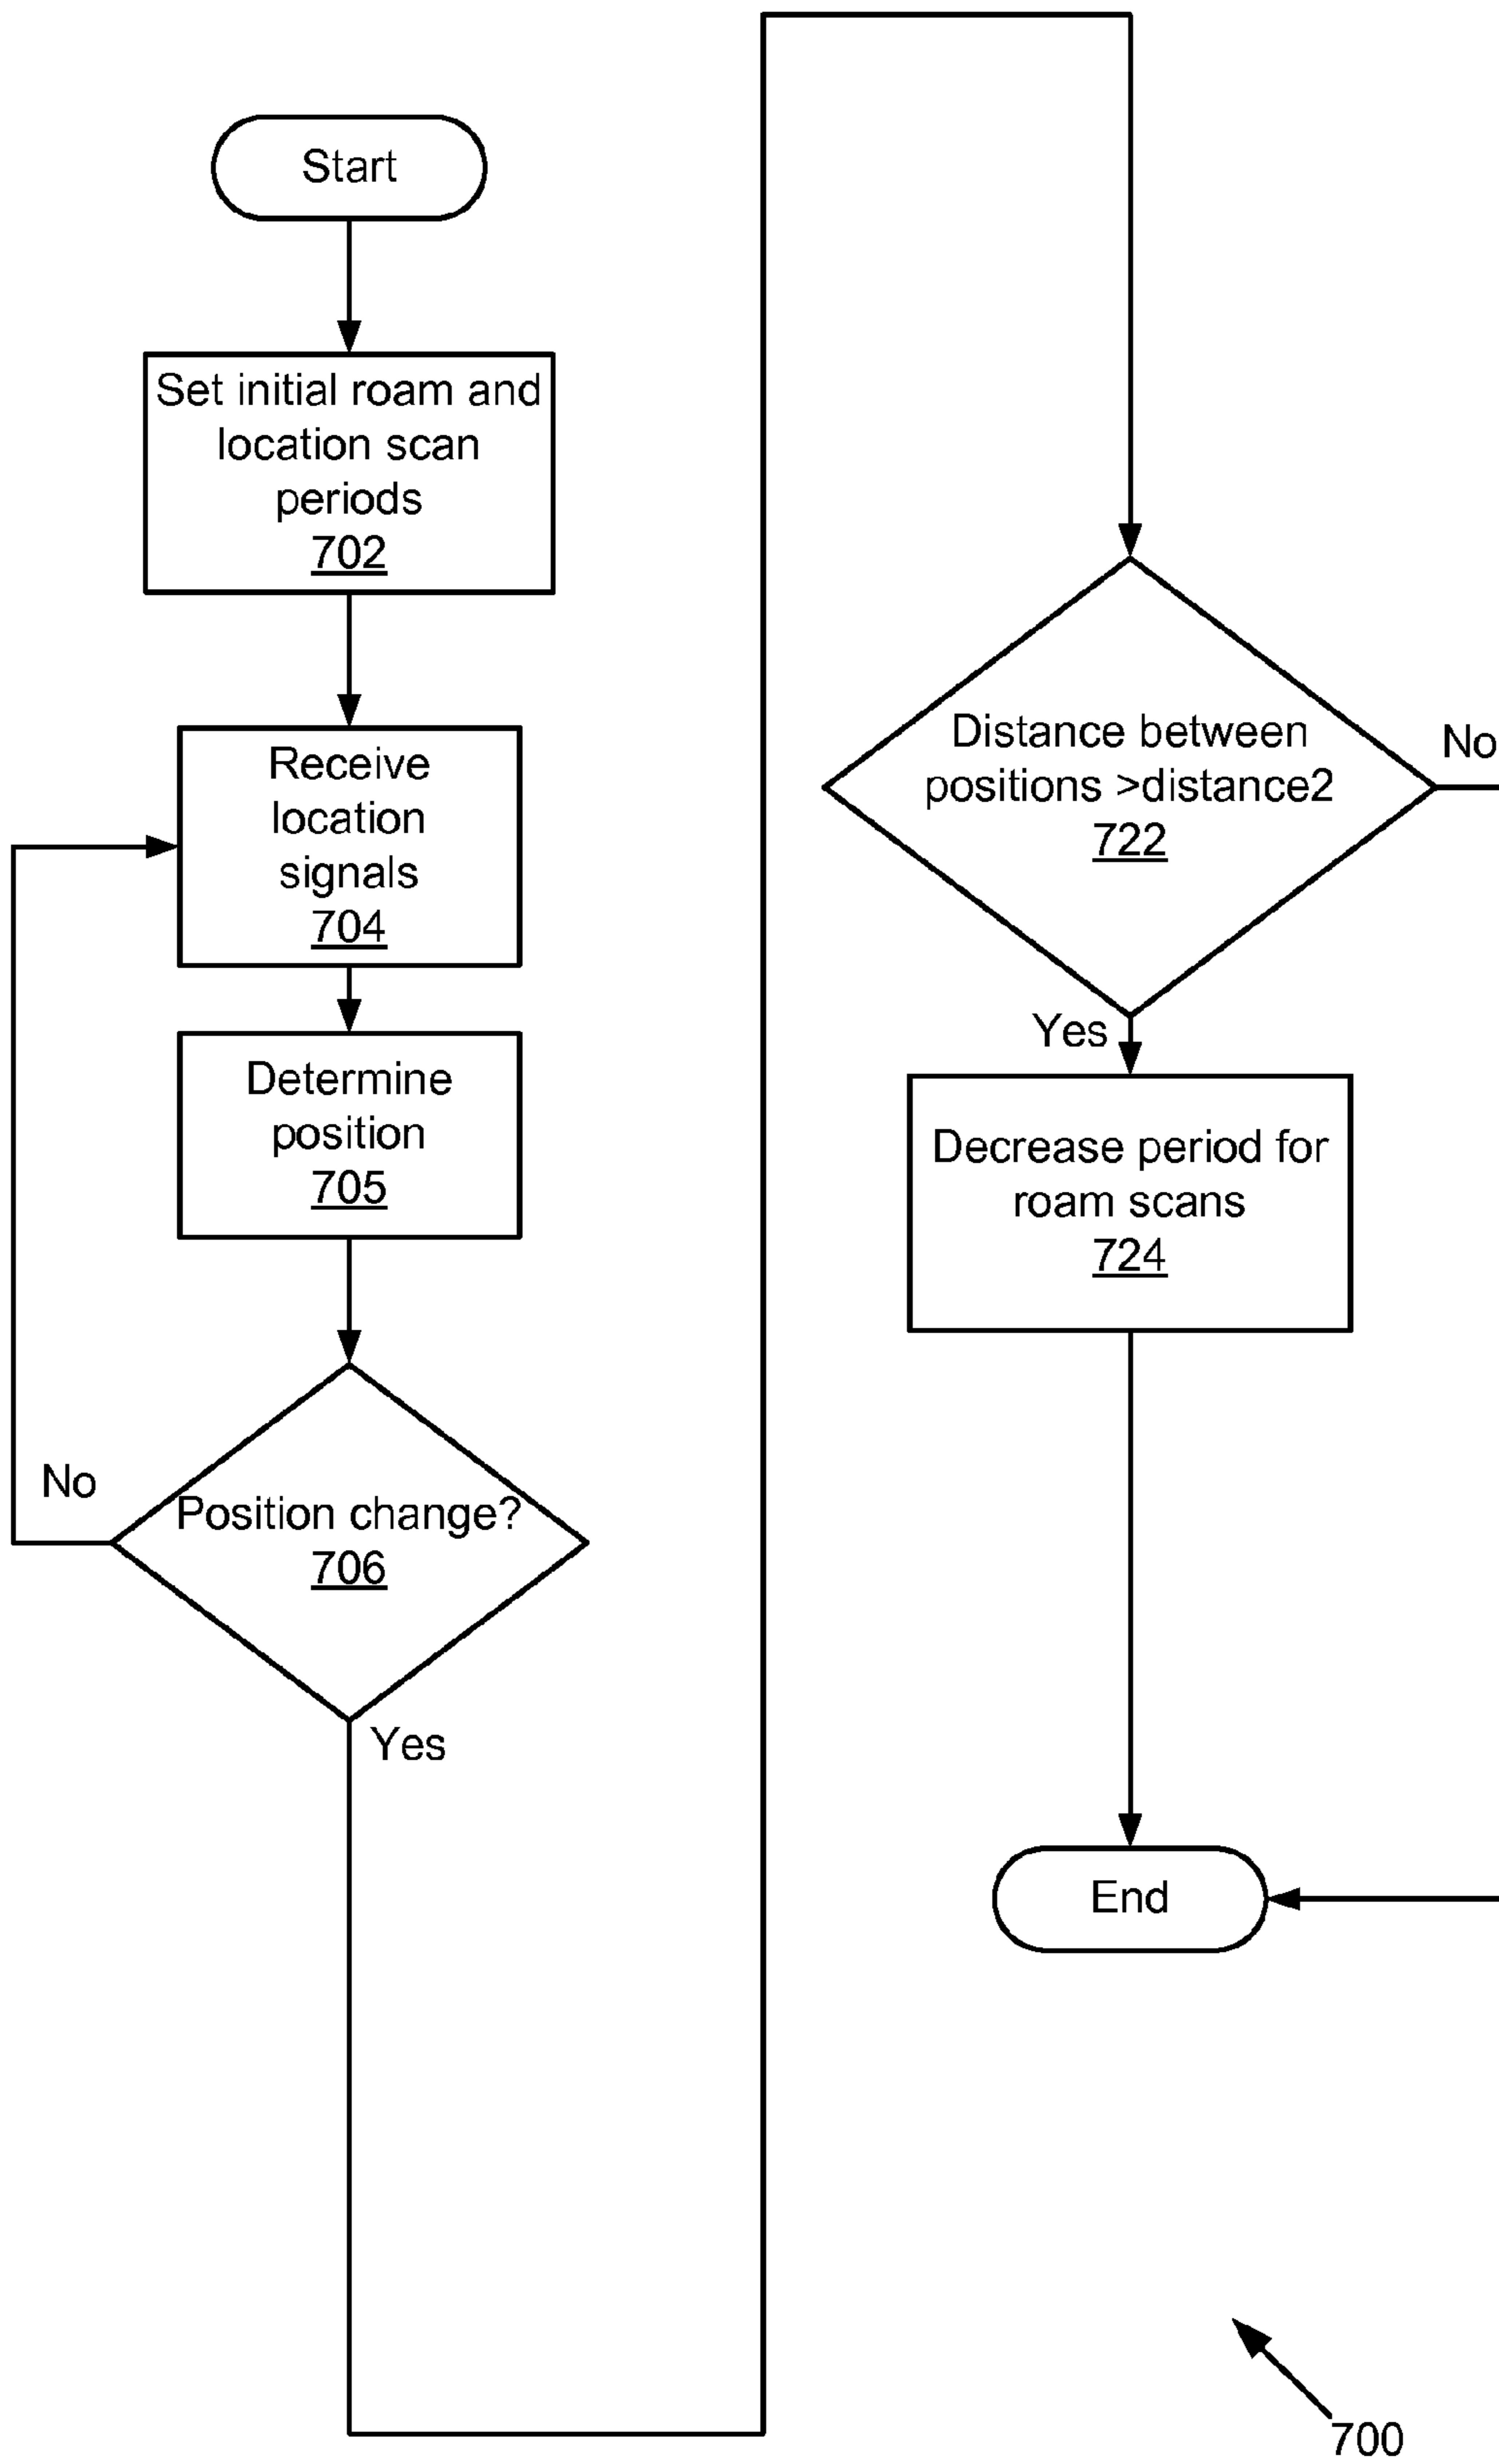 Start
Set initial roam and
location scan
periods
702
Receive
location
signals
704
Determine
position
705
No
Position change?
706
Yes
Distance between
positions >distance2
722
No
Yes
Decrease period for
roam scans
724
End
700